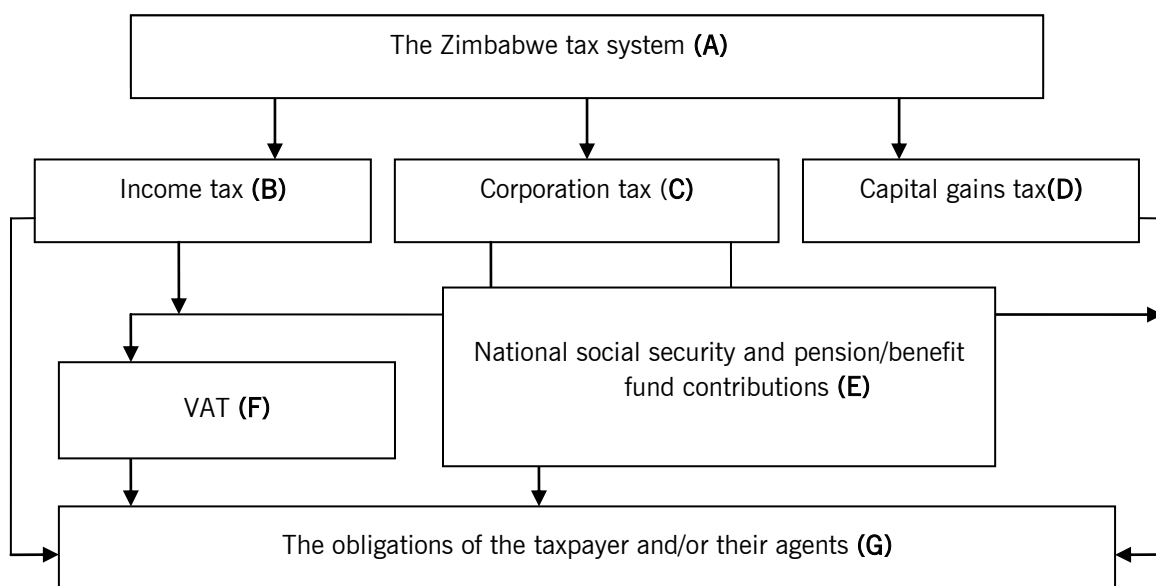 The Zimbabwe tax system (A)
Income tax (B)
Corporation tax (C)
Capital gains tax(D)
National social security and pension/benefit
fund contributions (E)
VAT (F)
The obligations of the taxpayer and/or their agents (G)